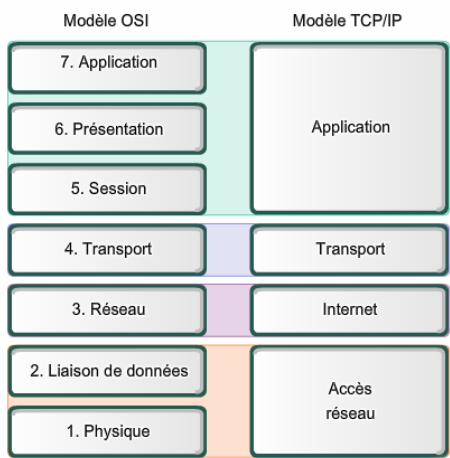 Modèle OSI
Modèle TCP/IP
7. Application
6. Présentation
5. Session
Application
4. Transport
Transport
3. Réseau
Internet
2. Liaison de données
1. Physique
Accès
réseau